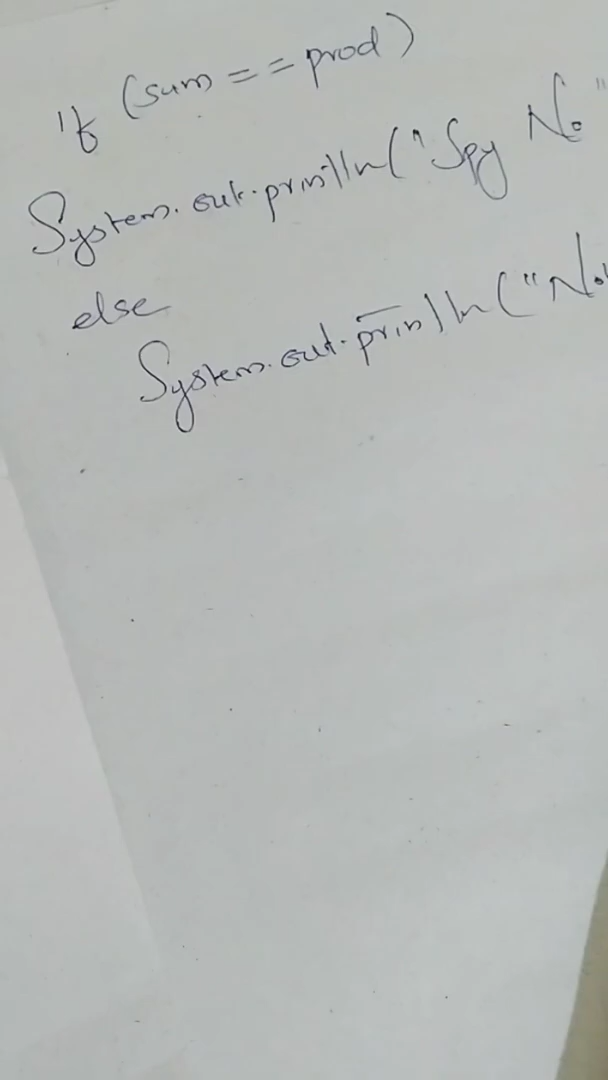 if (sum == prod)
System.out.println("Spy No"
else
System.out.println("No